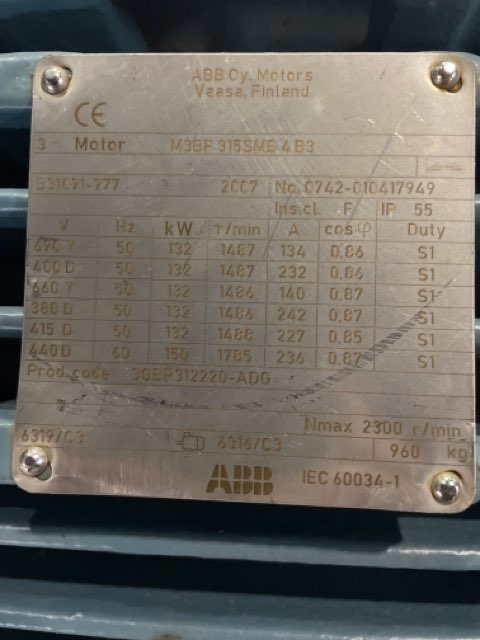 ABB Oy, Motors
Vaasa, Finland
CE
3~ Motor M3BP 315SMB 4 B3
2007 No. 0742-010417949
Ins.cl. F IP 55
V Hz kW r/min A cos φ Duty
690 Y 50 132 1487 134 0.86 S1
400 D 50 132 1487 232 0.86 S1
660 Y 50 132 1486 140 0.87 S1
380 D 50 132 1486 242 0.87 S1
415 D 50 132 1488 227 0.85 S1
440 D 60 150 1785 236 0.87 S1
Prod. code 3GBP312220-ADG
Nmax 2300 r/min
6319/C3 6316/C3 960 kg
ABB IEC 60034-1